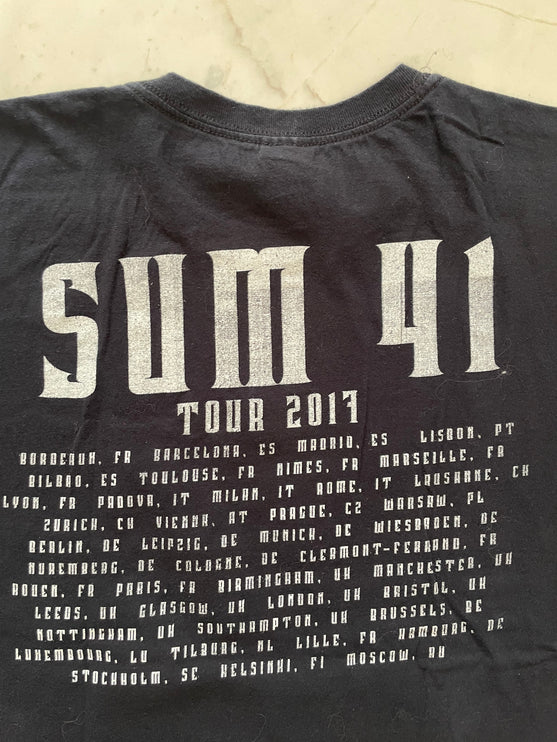 SUM 41
TOUR 2017
BORDEAUX, FR BARCELONA, ES MADRID, ES LISBON, PT
BILBAO, ES TOULOUSE, FR NIMES, FR MARSEILLE, FR
LYON, FR PADOVA, IT MILAN, IT ROME, IT LAUSANNE, CH
ZURICH, CH VIENNA, AT PRAGUE, CZ WARSAW, PL
BERLIN, DE LEIPZIG, DE MUNICH, DE WIESBADEN, DE
NUREMBERG, DE COLOGNE, DE CLERMONT-FERRAND, FR
ROUEN, FR PARIS, FR BIRMINGHAM, UK MANCHESTER, UK
LEEDS, UK GLASGOW, UK LONDON, UK BRISTOL, UK
NOTTINGHAM, UK SOUTHAMPTON, UK BRUSSELS, BE
LUXEMBOURG, LU TILBURG, NL LILLE, FR HAMBURG, DE
STOCKHOLM, SE HELSINKI, FI MOSCOW, RU